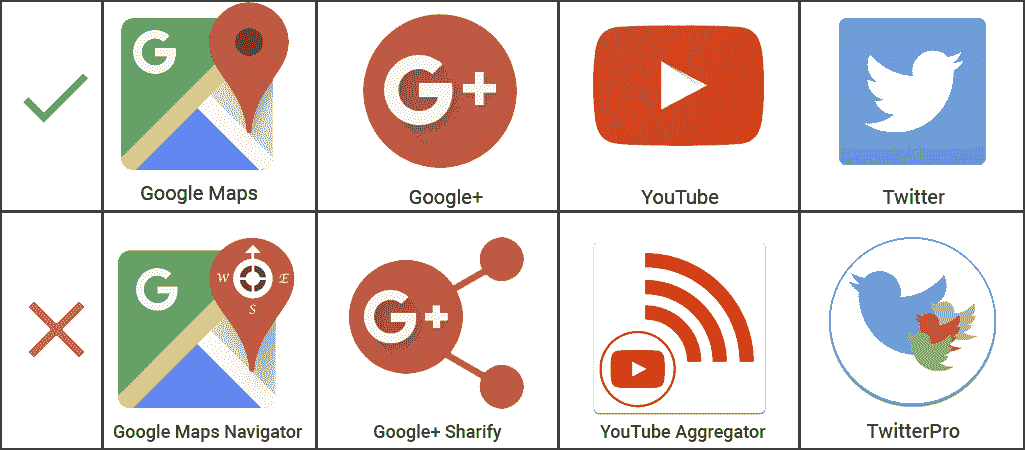 G
G+
Google Maps
Google+
YouTube
Twitter
G
W
E
S
G+
Google Maps Navigator
Google+ Sharify
YouTube Aggregator
TwitterPro